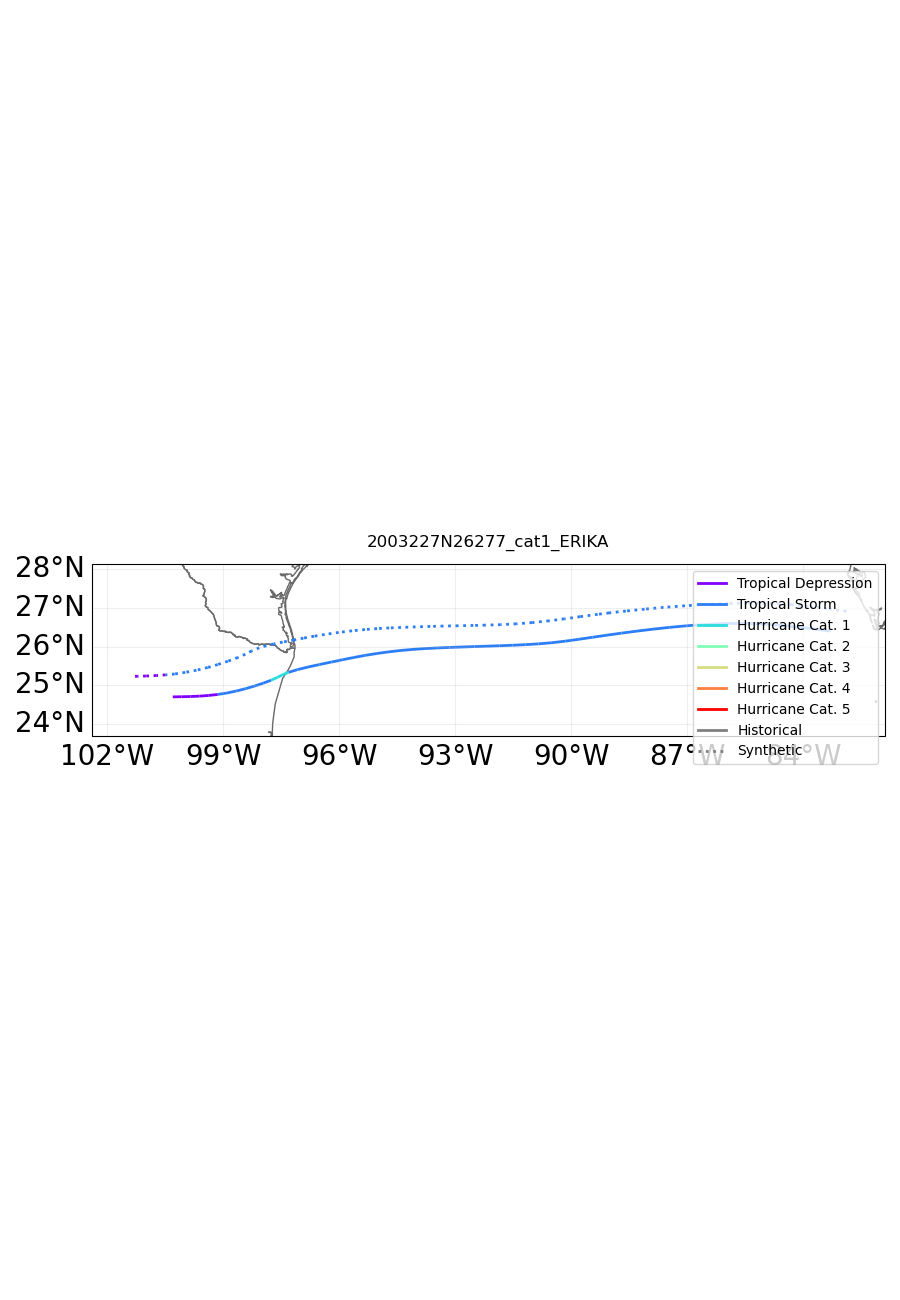 2003227N26277_cat1_ERIKA
28°N
27°N
26°N
25°N
24°N
102°W 99°W 96°W 93°W 90°W 87°W 84°W
Tropical Depression
Tropical Storm
Hurricane Cat. 1
Hurricane Cat. 2
Hurricane Cat. 3
Hurricane Cat. 4
Hurricane Cat. 5
Historical
Synthetic